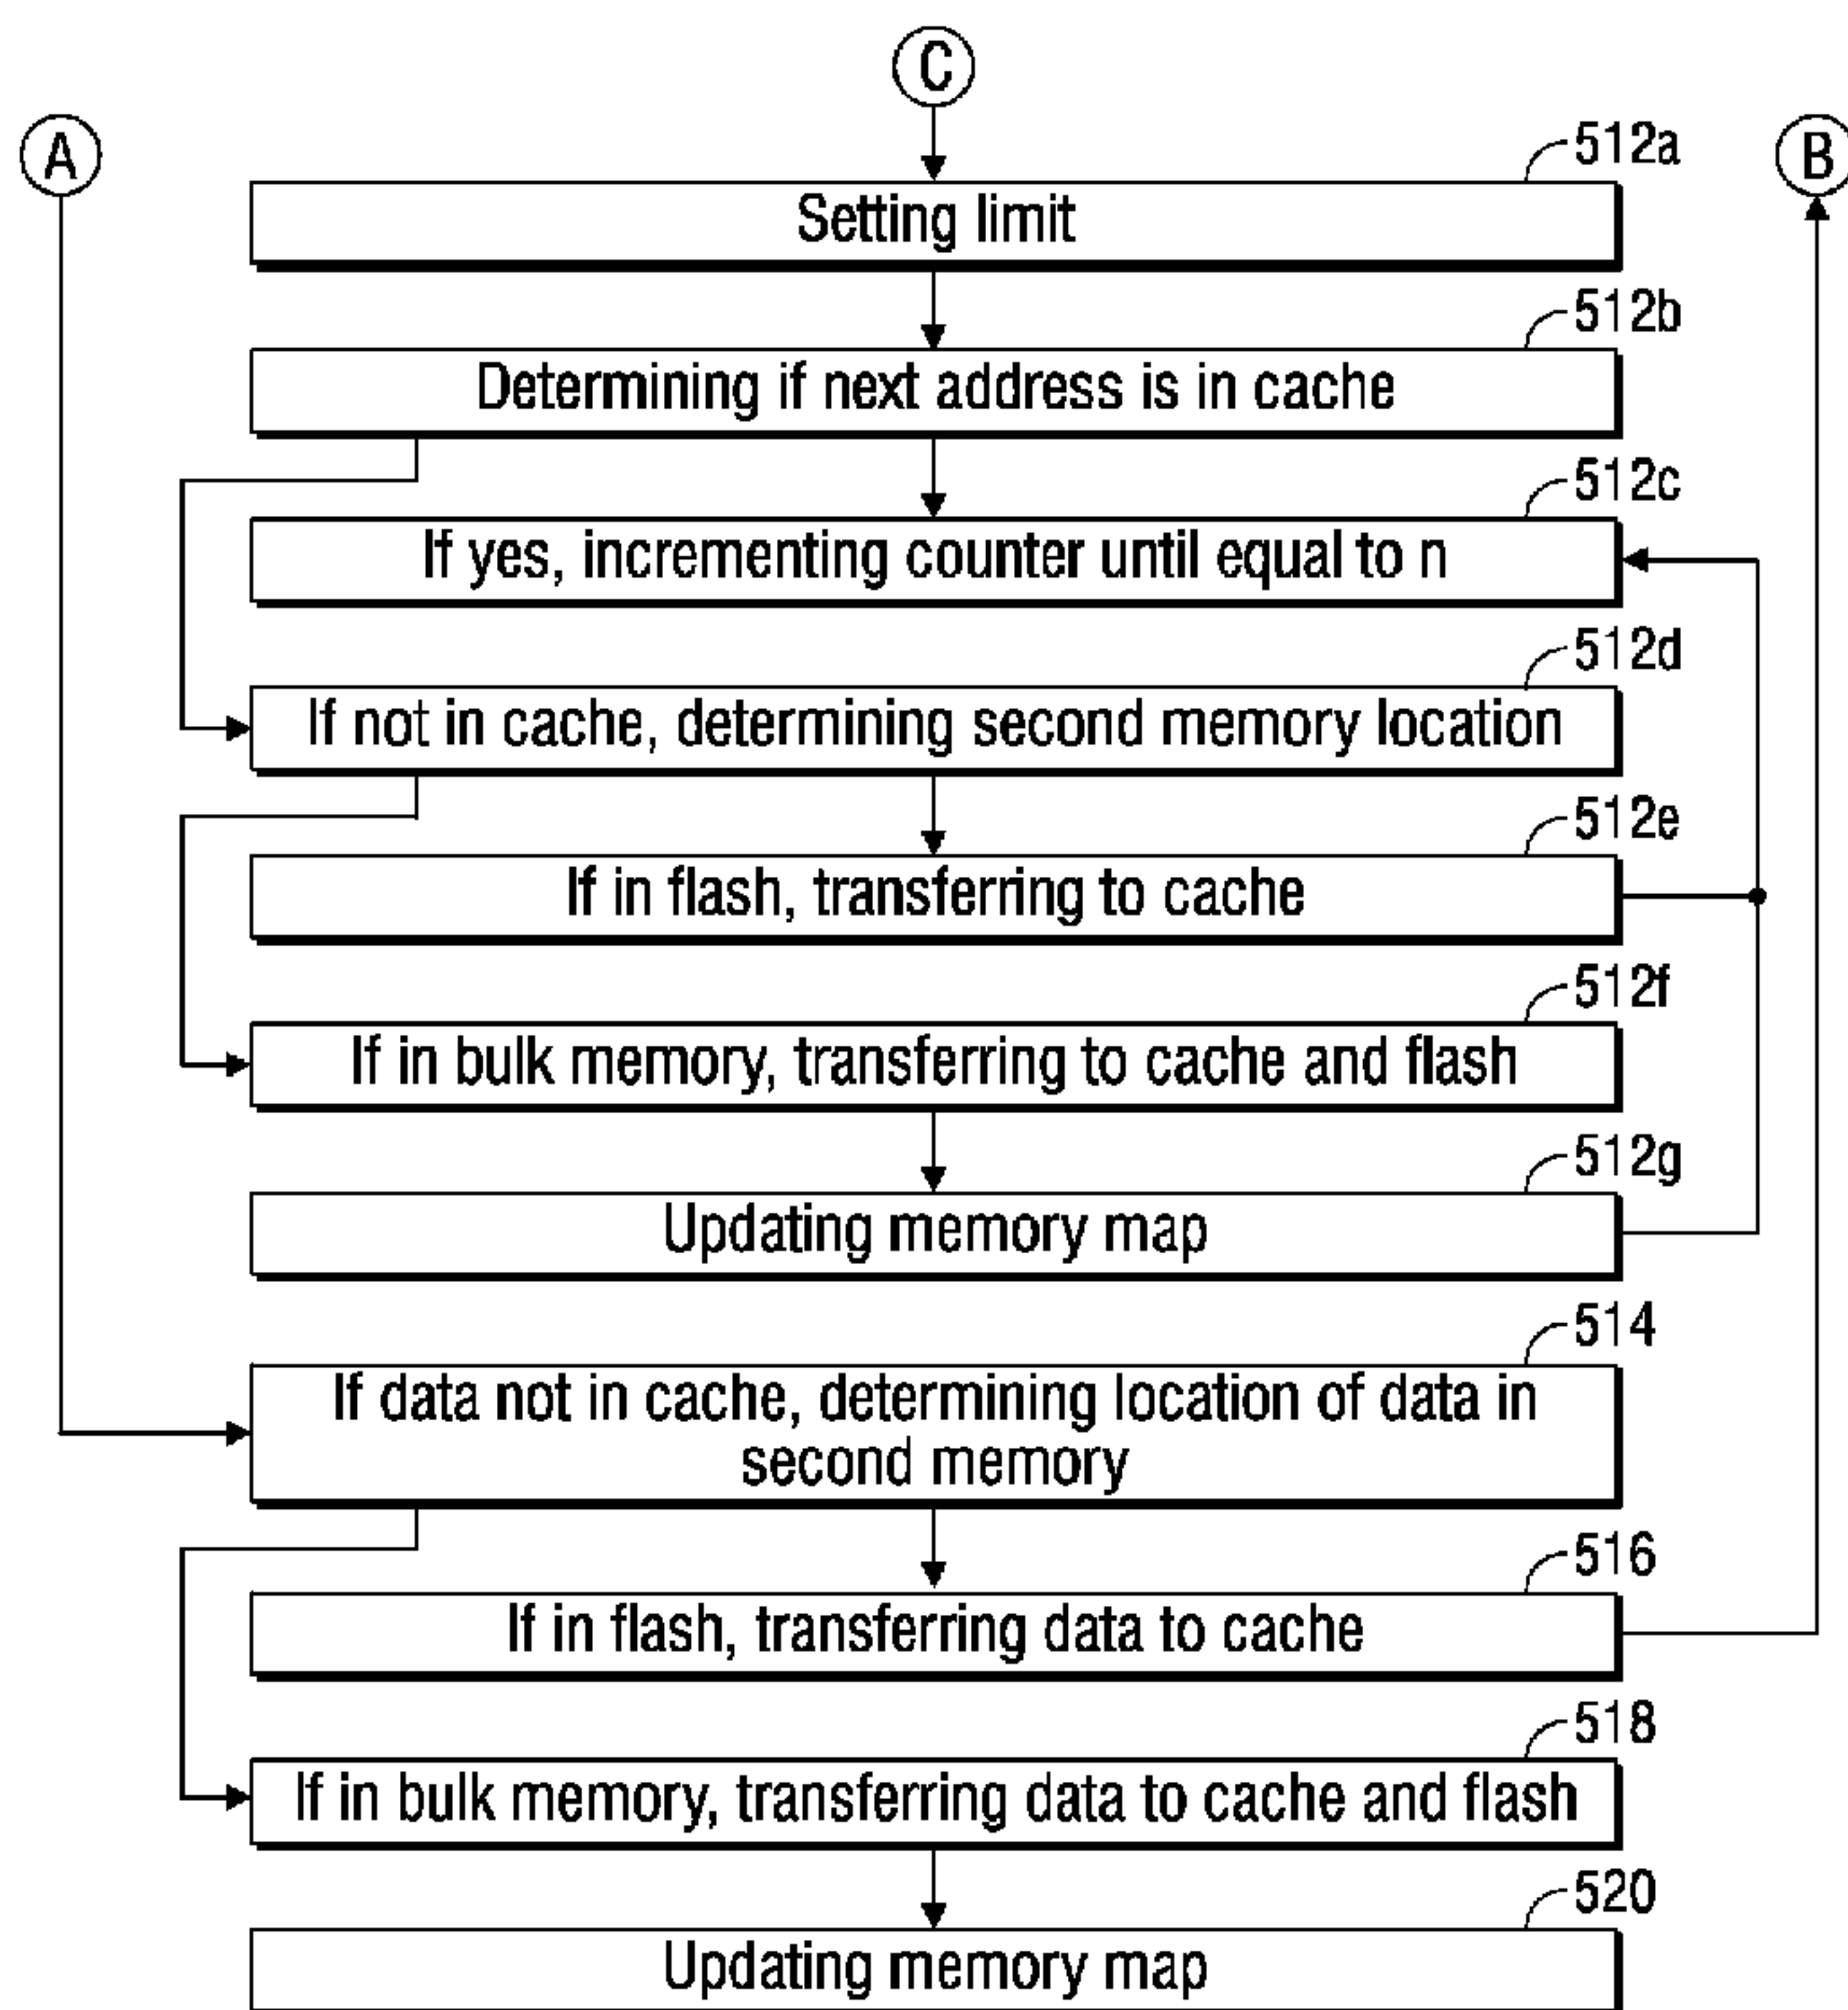 C
A
B
512a
Setting limit
512b
Determining if next address is in cache
512c
If yes, incrementing counter until equal to n
512d
If not in cache, determining second memory location
512e
If in flash, transferring to cache
512f
If in bulk memory, transferring to cache and flash
512g
Updating memory map
514
If data not in cache, determining location of data in
second memory
516
If in flash, transferring data to cache
518
If in bulk memory, transferring data to cache and flash
520
Updating memory map